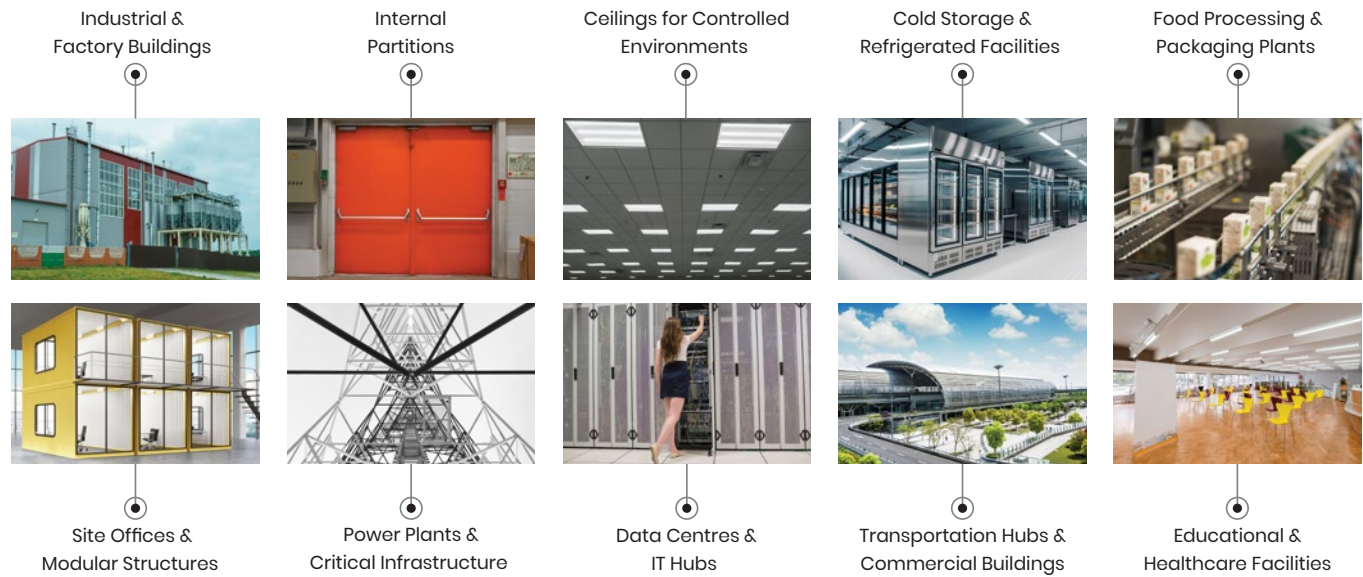 Industrial &
Factory Buildings
Internal
Partitions
Ceilings for Controlled
Environments
Cold Storage &
Refrigerated Facilities
Food Processing &
Packaging Plants
Site Offices &
Modular Structures
Power Plants &
Critical Infrastructure
Data Centres &
IT Hubs
Transportation Hubs &
Commercial Buildings
Educational &
Healthcare Facilities